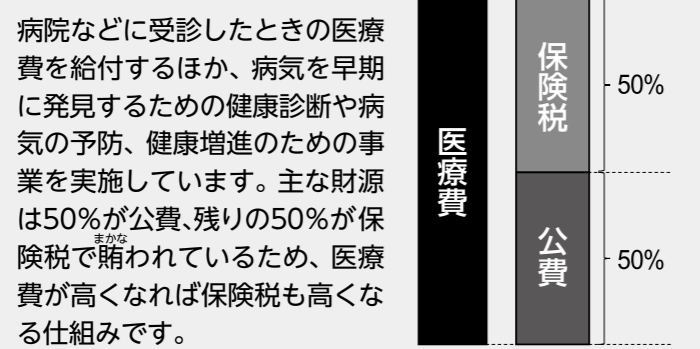 病院などに受診したときの医療
費を給付するほか、病気を早期
に発見するための健康診断や病
気の予防、健康増進のための事
業を実施しています。主な財源
は50%が公費、残りの50%が保
険税で賄われているため、医療
まかな
費が高くなれば保険税も高くな
る仕組みです。
医療費
保険税
50%
公費
50%